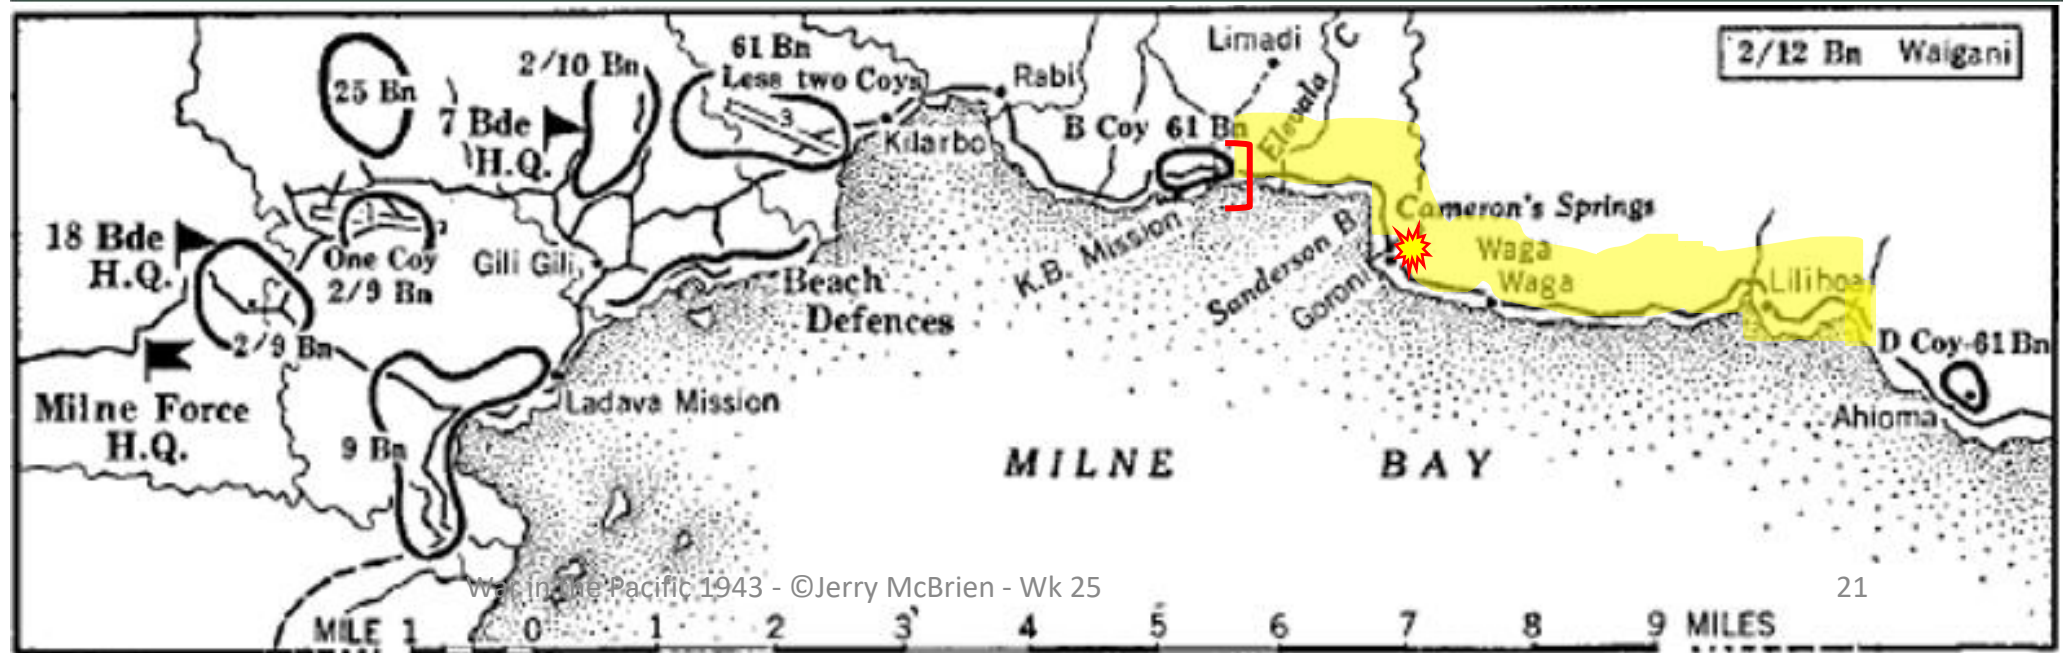 61 Bn
Less two Coys
2/10 Bn
25 Bn
7 Bde
H.Q.
3
Kilarbo
Rabi
Limadi
Elevala C
2/12 Bn Waigani
B Coy 61 Bn
K.B. Mission
Sanderson B.
Goroni
Cameron's Springs
Waga
Waga
Lilihoa
D Coy-61 Bn
Ahioma
18 Bde
H.Q.
1
2
One Coy
2/9 Bn
Gili Gili
Beach
Defences
2/9 Bn
Milne Force
H.Q.
9 Bn
Ladava Mission
MILNE BAY
War in the Pacific 1943 - ©Jerry McBrien - Wk 25
21
MILE 1 0 1 2 3 4 5 6 7 8 9 MILES